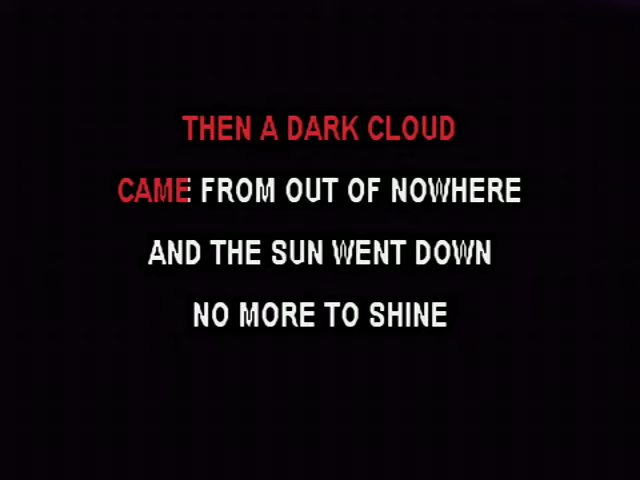 THEN A DARK CLOUD
CAME FROM OUT OF NOWHERE
AND THE SUN WENT DOWN
NO MORE TO SHINE